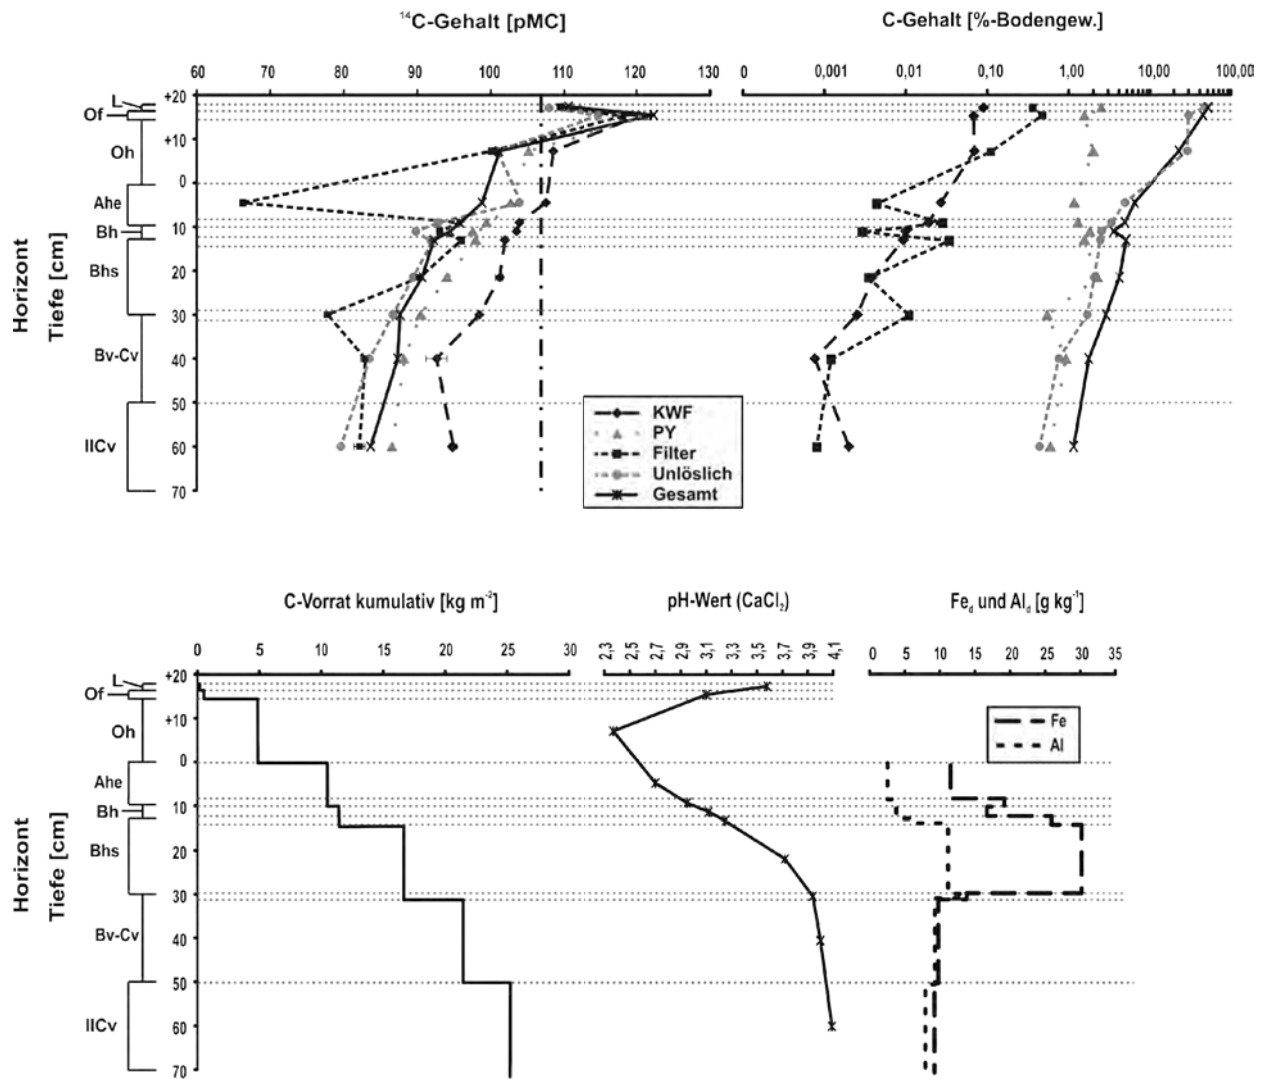 ¹⁴C-Gehalt [pMC]
C-Gehalt [%-Bodengew.]
60 70 80 90 100 110 120 130
0 0,001 0,01 0,10 1,00 10,00 100,00
Horizont
Tiefe [cm]
L
Of
Oh
Ahe
Bh
Bhs
Bv-Cv
IICv
+20
+10
0
10
20
30
40
50
60
70
KWF
PY
Filter
Unlöslich
Gesamt
C-Vorrat kumulativ [kg m⁻²]
pH-Wert (CaCl₂)
Fe_d und Al_d [g kg⁻¹]
0 5 10 15 20 25 30
2,3 2,5 2,7 2,9 3,1 3,3 3,5 3,7 3,9 4,1
0 5 10 15 20 25 30 35
Horizont
Tiefe [cm]
L
Of
Oh
Ahe
Bh
Bhs
Bv-Cv
IICv
+20
+10
0
10
20
30
40
50
60
70
Fe
Al